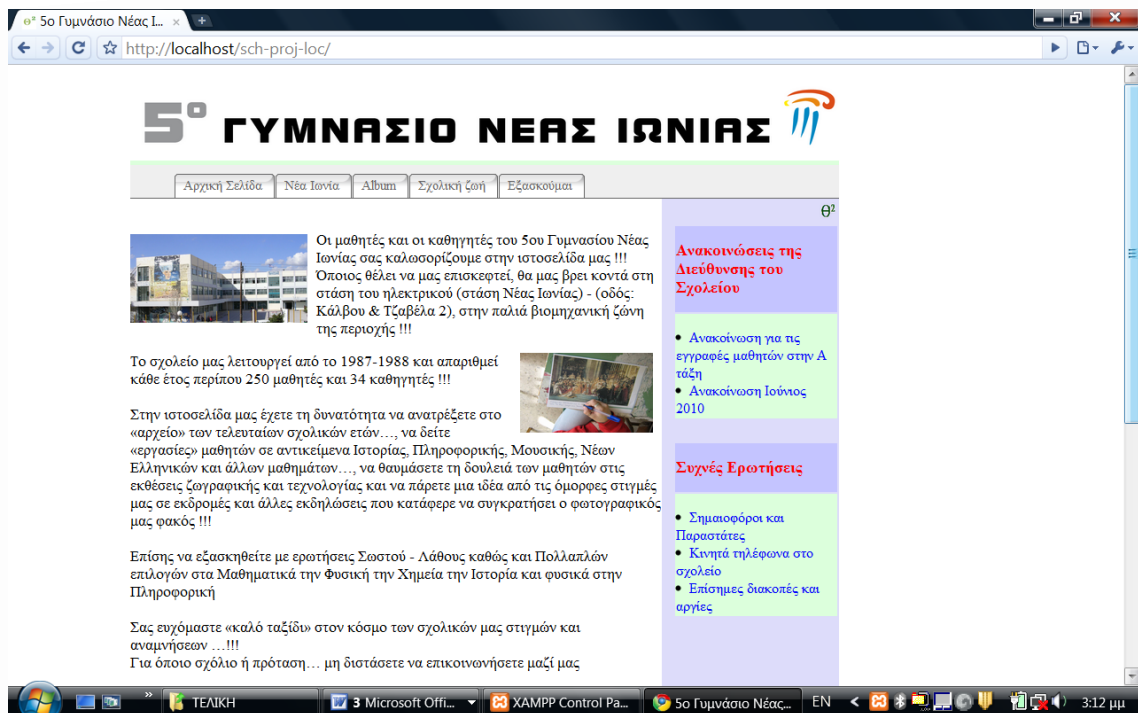 5ο Γυμνάσιο Νέας Ι...
http://localhost/sch-proj-loc/
5° ΓΥΜΝΑΣΙΟ ΝΕΑΣ ΙΩΝΙΑΣ
Αρχική Σελίδα Νέα Ιωνία Album Σχολική ζωή Εξασκούμαι
θ²
Οι μαθητές και οι καθηγητές του 5ου Γυμνασίου Νέας
Ιωνίας σας καλωσορίζουμε στην ιστοσελίδα μας !!!
Όποιος θέλει να μας επισκεφτεί, θα μας βρει κοντά στη
στάση του ηλεκτρικού (στάση Νέας Ιωνίας) - (οδός:
Κάλβου & Τζαβέλα 2), στην παλιά βιομηχανική ζώνη
της περιοχής !!!
Το σχολείο μας λειτουργεί από το 1987-1988 και απαριθμεί
κάθε έτος περίπου 250 μαθητές και 34 καθηγητές !!!
Στην ιστοσελίδα μας έχετε τη δυνατότητα να ανατρέξετε στο
«αρχείο» των τελευταίων σχολικών ετών…, να δείτε
«εργασίες» μαθητών σε αντικείμενα Ιστορίας, Πληροφορικής, Μουσικής, Νέων
Ελληνικών και άλλων μαθημάτων…, να θαυμάσετε τη δουλειά των μαθητών στις
εκθέσεις ζωγραφικής και τεχνολογίας και να πάρετε μια ιδέα από τις όμορφες στιγμές
μας σε εκδρομές και άλλες εκδηλώσεις που κατάφερε να συγκρατήσει ο φωτογραφικός
μας φακός !!!
Επίσης να εξασκηθείτε με ερωτήσεις Σωστού - Λάθους καθώς και Πολλαπλών
επιλογών στα Μαθηματικά την Φυσική την Χημεία την Ιστορία και φυσικά στην
Πληροφορική
Σας ευχόμαστε «καλό ταξίδι» στον κόσμο των σχολικών μας στιγμών και
αναμνήσεων …!!!
Για όποιο σχόλιο ή πρόταση… μη διστάσετε να επικοινωνήσετε μαζί μας
Ανακοινώσεις της
Διεύθυνσης του
Σχολείου
• Ανακοίνωση για τις
εγγραφές μαθητών στην Α
τάξη
• Ανακοίνωση Ιούνιος
2010
Συχνές Ερωτήσεις
• Σημαιοφόροι και
Παραστάτες
• Κινητά τηλέφωνα στο
σχολείο
• Επίσημες διακοπές και
αργίες
ΤΕΛΙΚΗ 3 Microsoft Offi... XAMPP Control Pa... 5ο Γυμνάσιο Νέας... EN 3:12 μμ